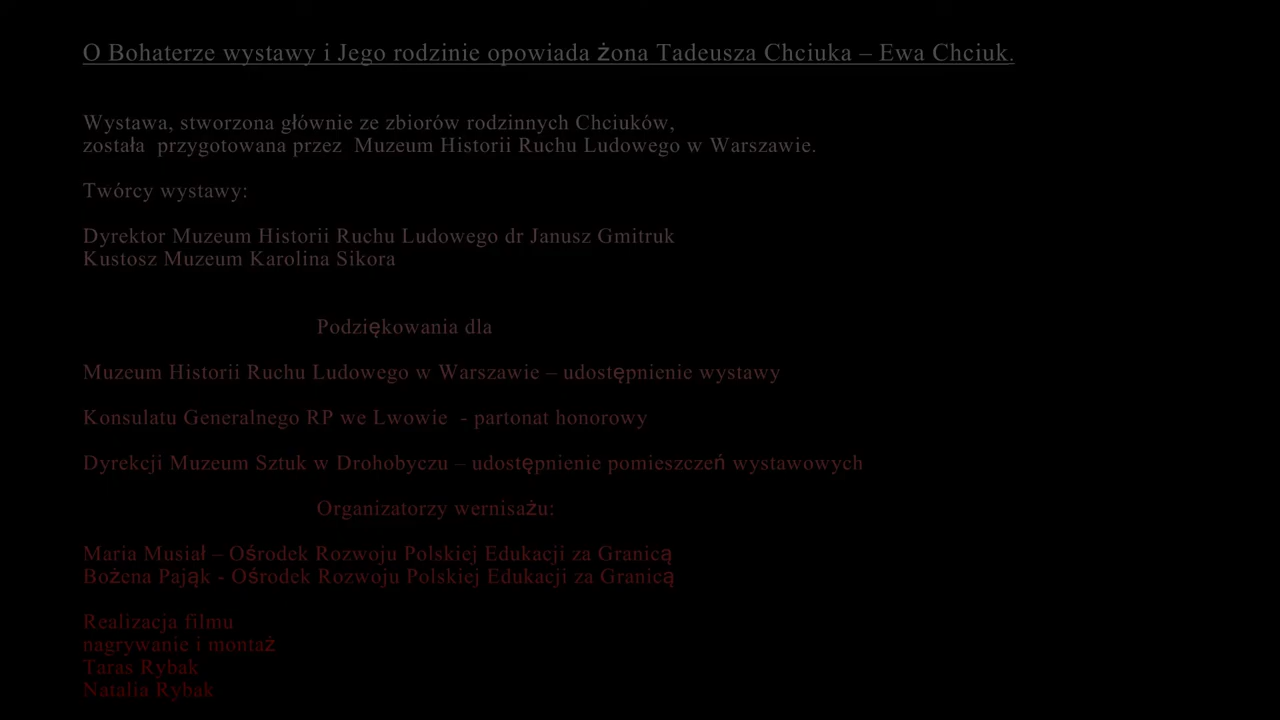 O Bohaterze wystawy i Jego rodzinie opowiada żona Tadeusza Chciuka – Ewa Chciuk.
Wystawa, stworzona głównie ze zbiorów rodzinnych Chciuków,
została  przygotowana przez  Muzeum Historii Ruchu Ludowego w Warszawie.
Twórcy wystawy:
Dyrektor Muzeum Historii Ruchu Ludowego dr Janusz Gmitruk
Kustosz Muzeum Karolina Sikora
Podziękowania dla
Muzeum Historii Ruchu Ludowego w Warszawie – udostępnienie wystawy
Konsulatu Generalnego RP we Lwowie  - partonat honorowy
Dyrekcji Muzeum Sztuk w Drohobyczu – udostępnienie pomieszczeń wystawowych
Organizatorzy wernisażu:
Maria Musiał – Ośrodek Rozwoju Polskiej Edukacji za Granicą
Bożena Pająk - Ośrodek Rozwoju Polskiej Edukacji za Granicą
Realizacja filmu
nagrywanie i montaż
Taras Rybak
Natalia Rybak